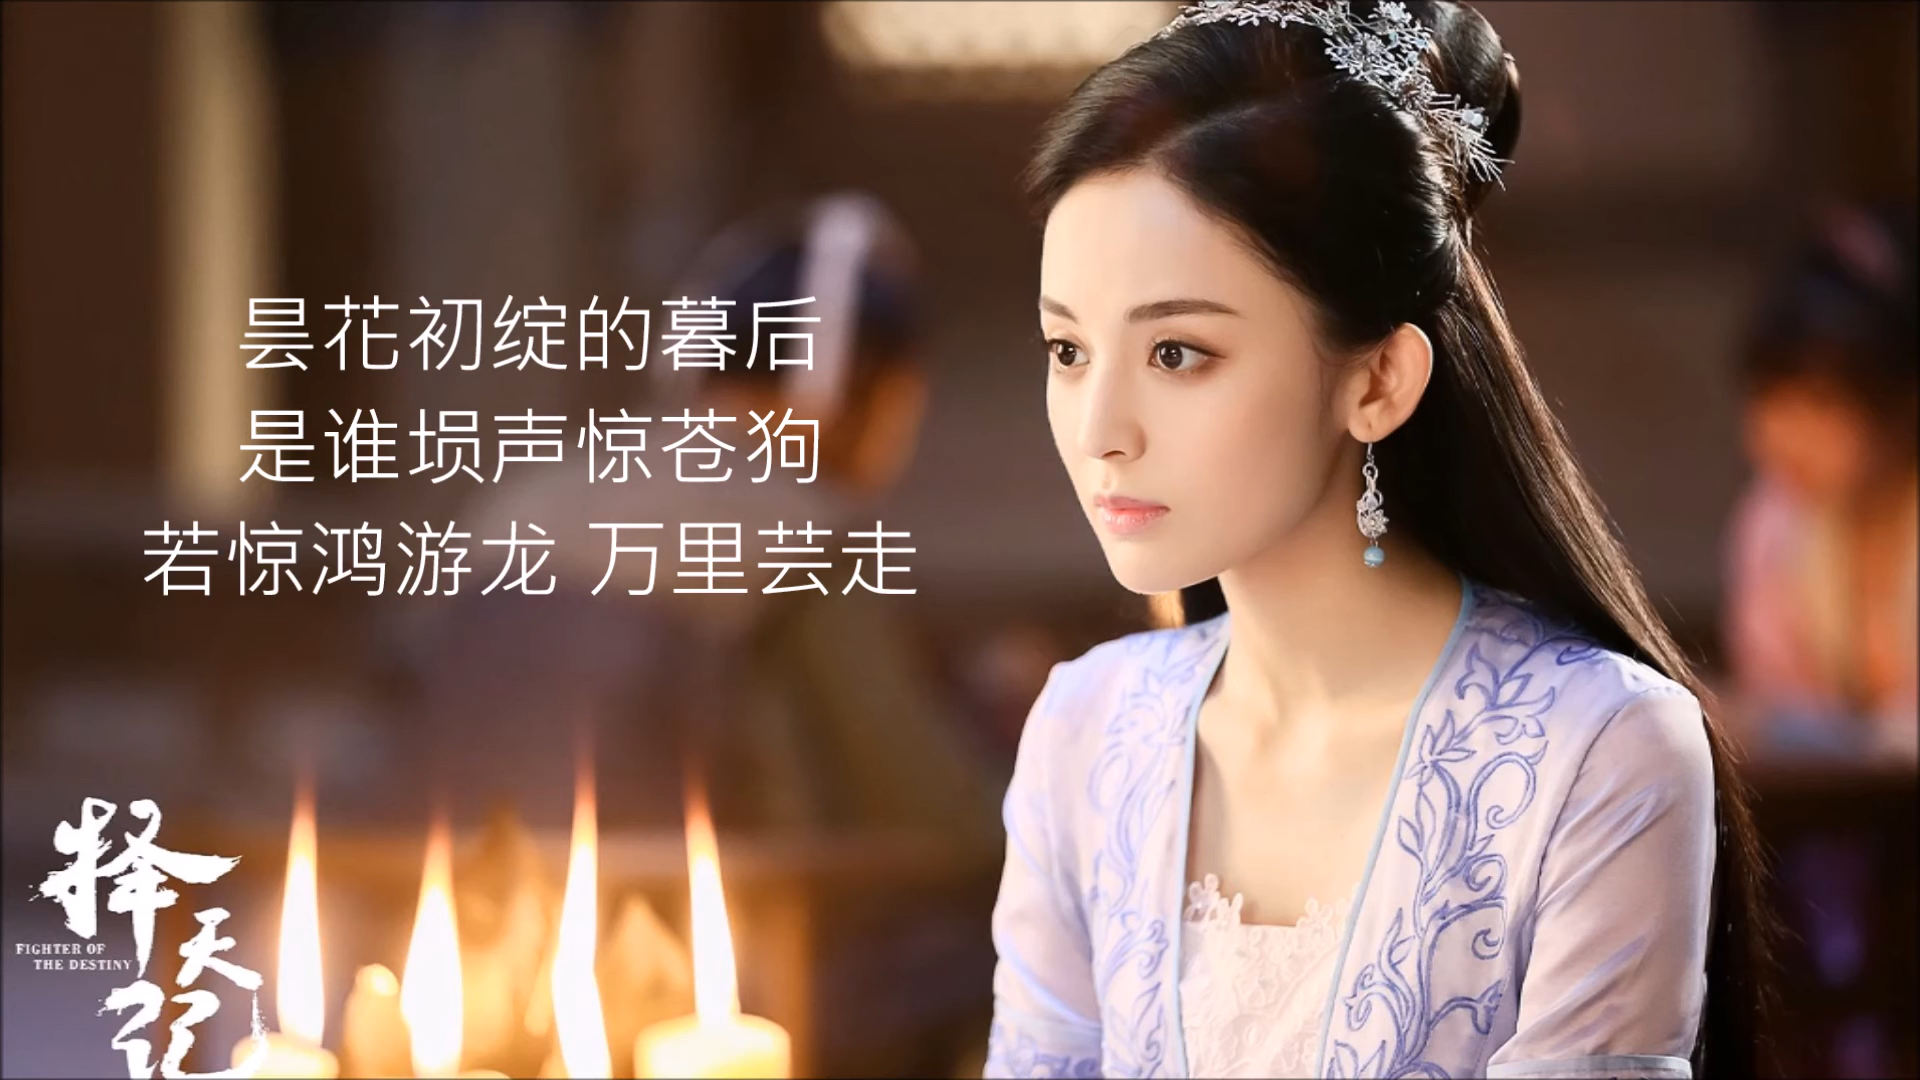 昙花初绽的暮后
是谁埙声惊苍狗
若惊鸿游龙 万里芸走
择天记
FIGHTER OF
THE DESTINY